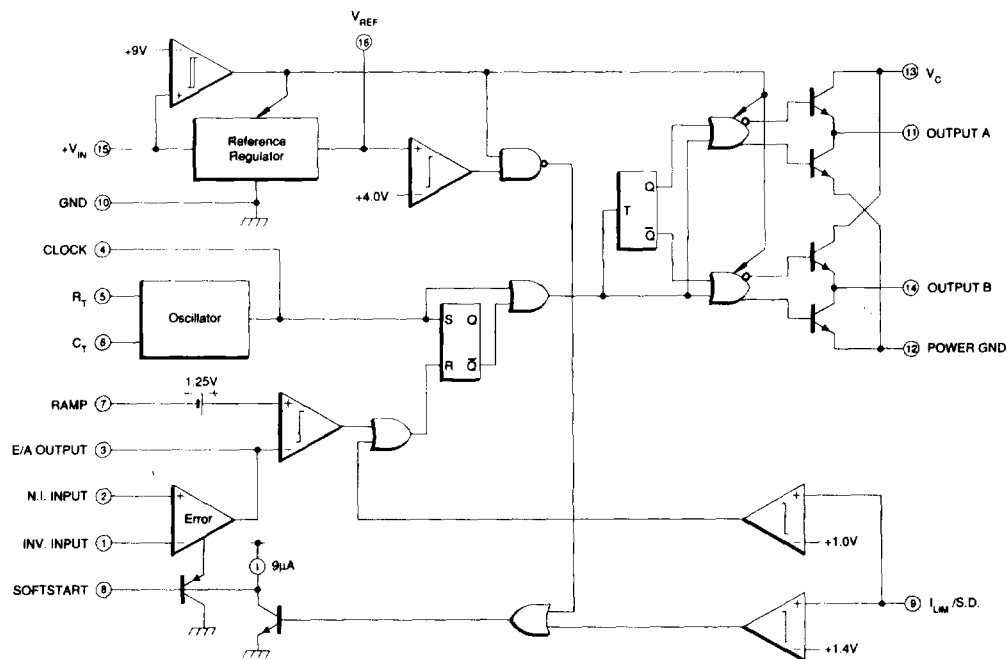 V_REF
16
+9V
13 V_C
+V_IN 15
Reference
Regulator
11 OUTPUT A
+4.0V
GND 10
T Q
Q̅
CLOCK 4
R_T 5
Oscillator
C_T 6
S Q
R Q̅
14 OUTPUT B
12 POWER GND
1.25V
RAMP 7
E/A OUTPUT 3
N.I. INPUT 2
Error
INV. INPUT 1
+1.0V
9µA
SOFTSTART 8
9 I_LIM /S.D.
+1.4V